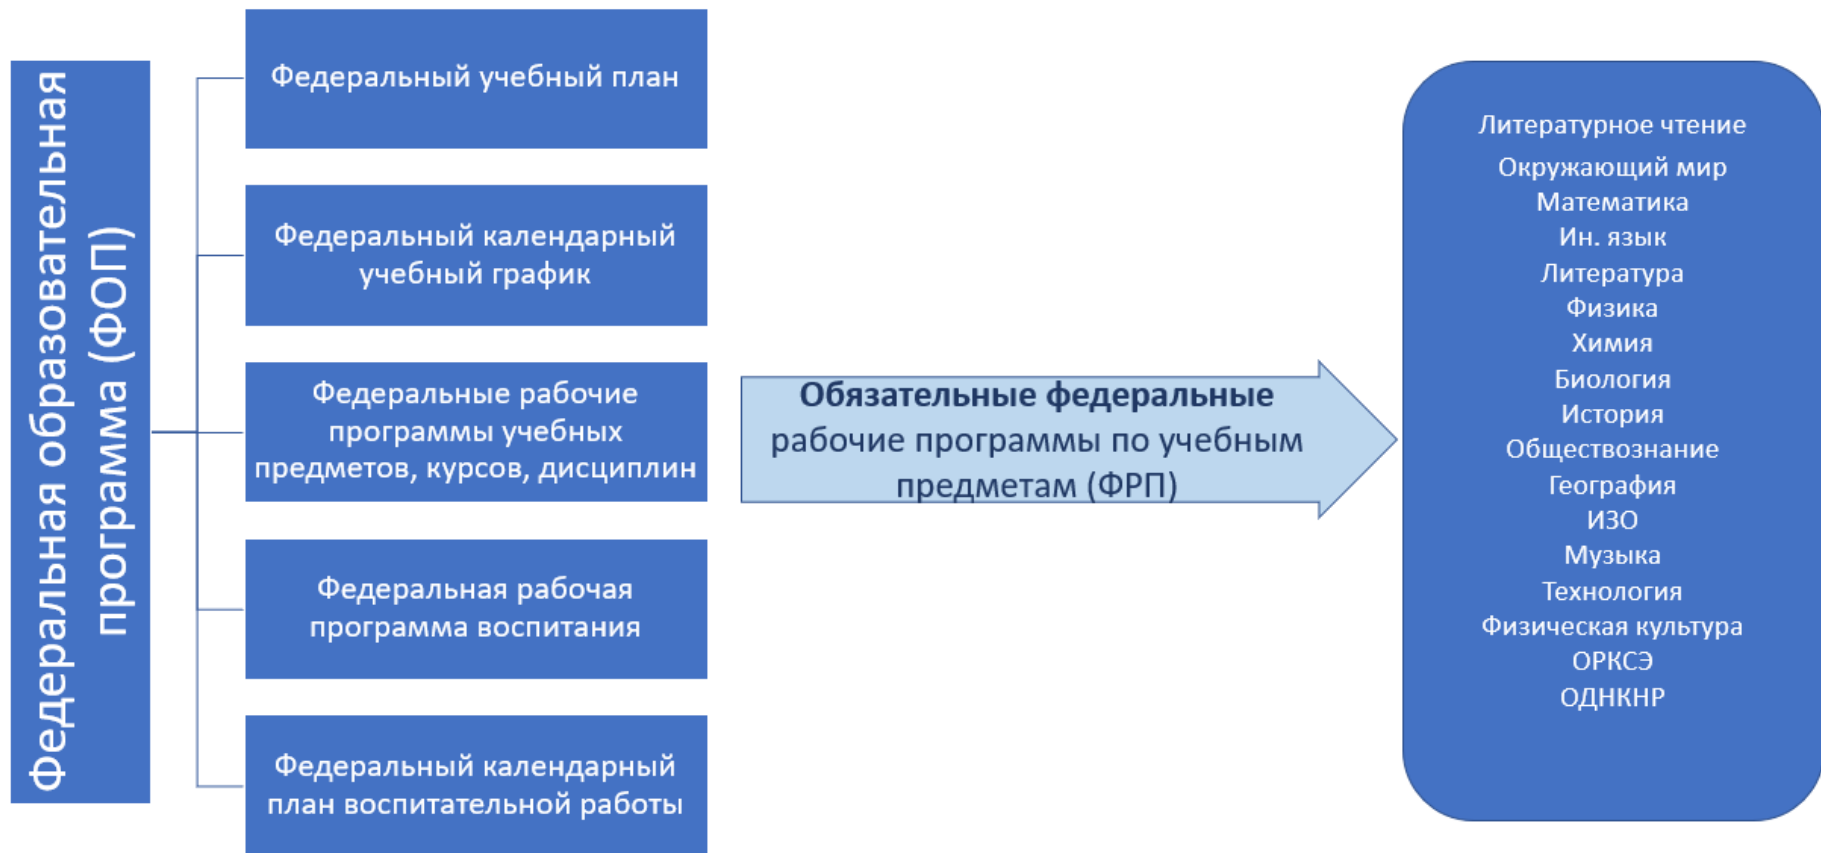 Федеральная образовательная
программа (ФОП)
Федеральный учебный план
Федеральный календарный
учебный график
Федеральные рабочие
программы учебных
предметов, курсов, дисциплин
Федеральная рабочая
программа воспитания
Федеральный календарный
план воспитательной работы
Обязательные федеральные
рабочие программы по учебным
предметам (ФРП)
Литературное чтение
Окружающий мир
Математика
Ин. язык
Литература
Физика
Химия
Биология
История
Обществознание
География
ИЗО
Музыка
Технология
Физическая культура
ОРКСЭ
ОДНКНР